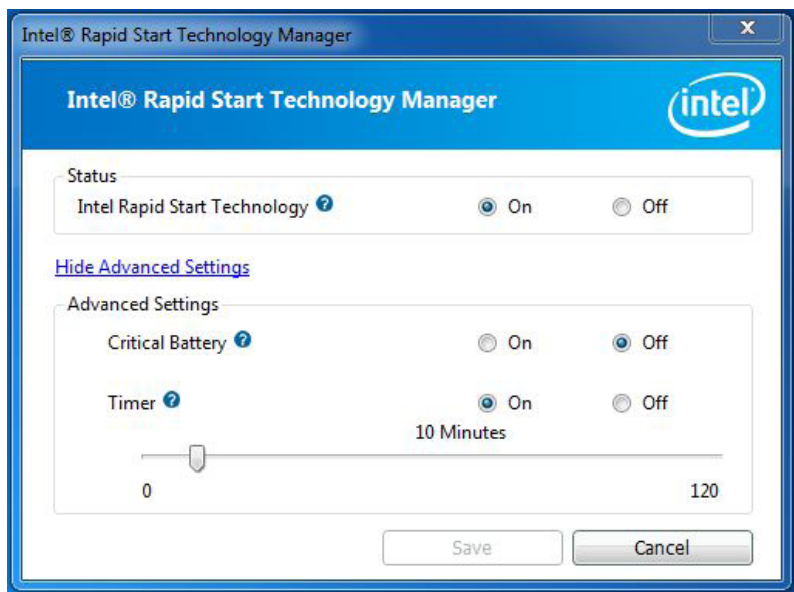 Intel® Rapid Start Technology Manager
X
Intel® Rapid Start Technology Manager
intel
Status
Intel Rapid Start Technology ? On Off
Hide Advanced Settings
Advanced Settings
Critical Battery ? On Off
Timer ? On Off
10 Minutes
0 120
Save Cancel